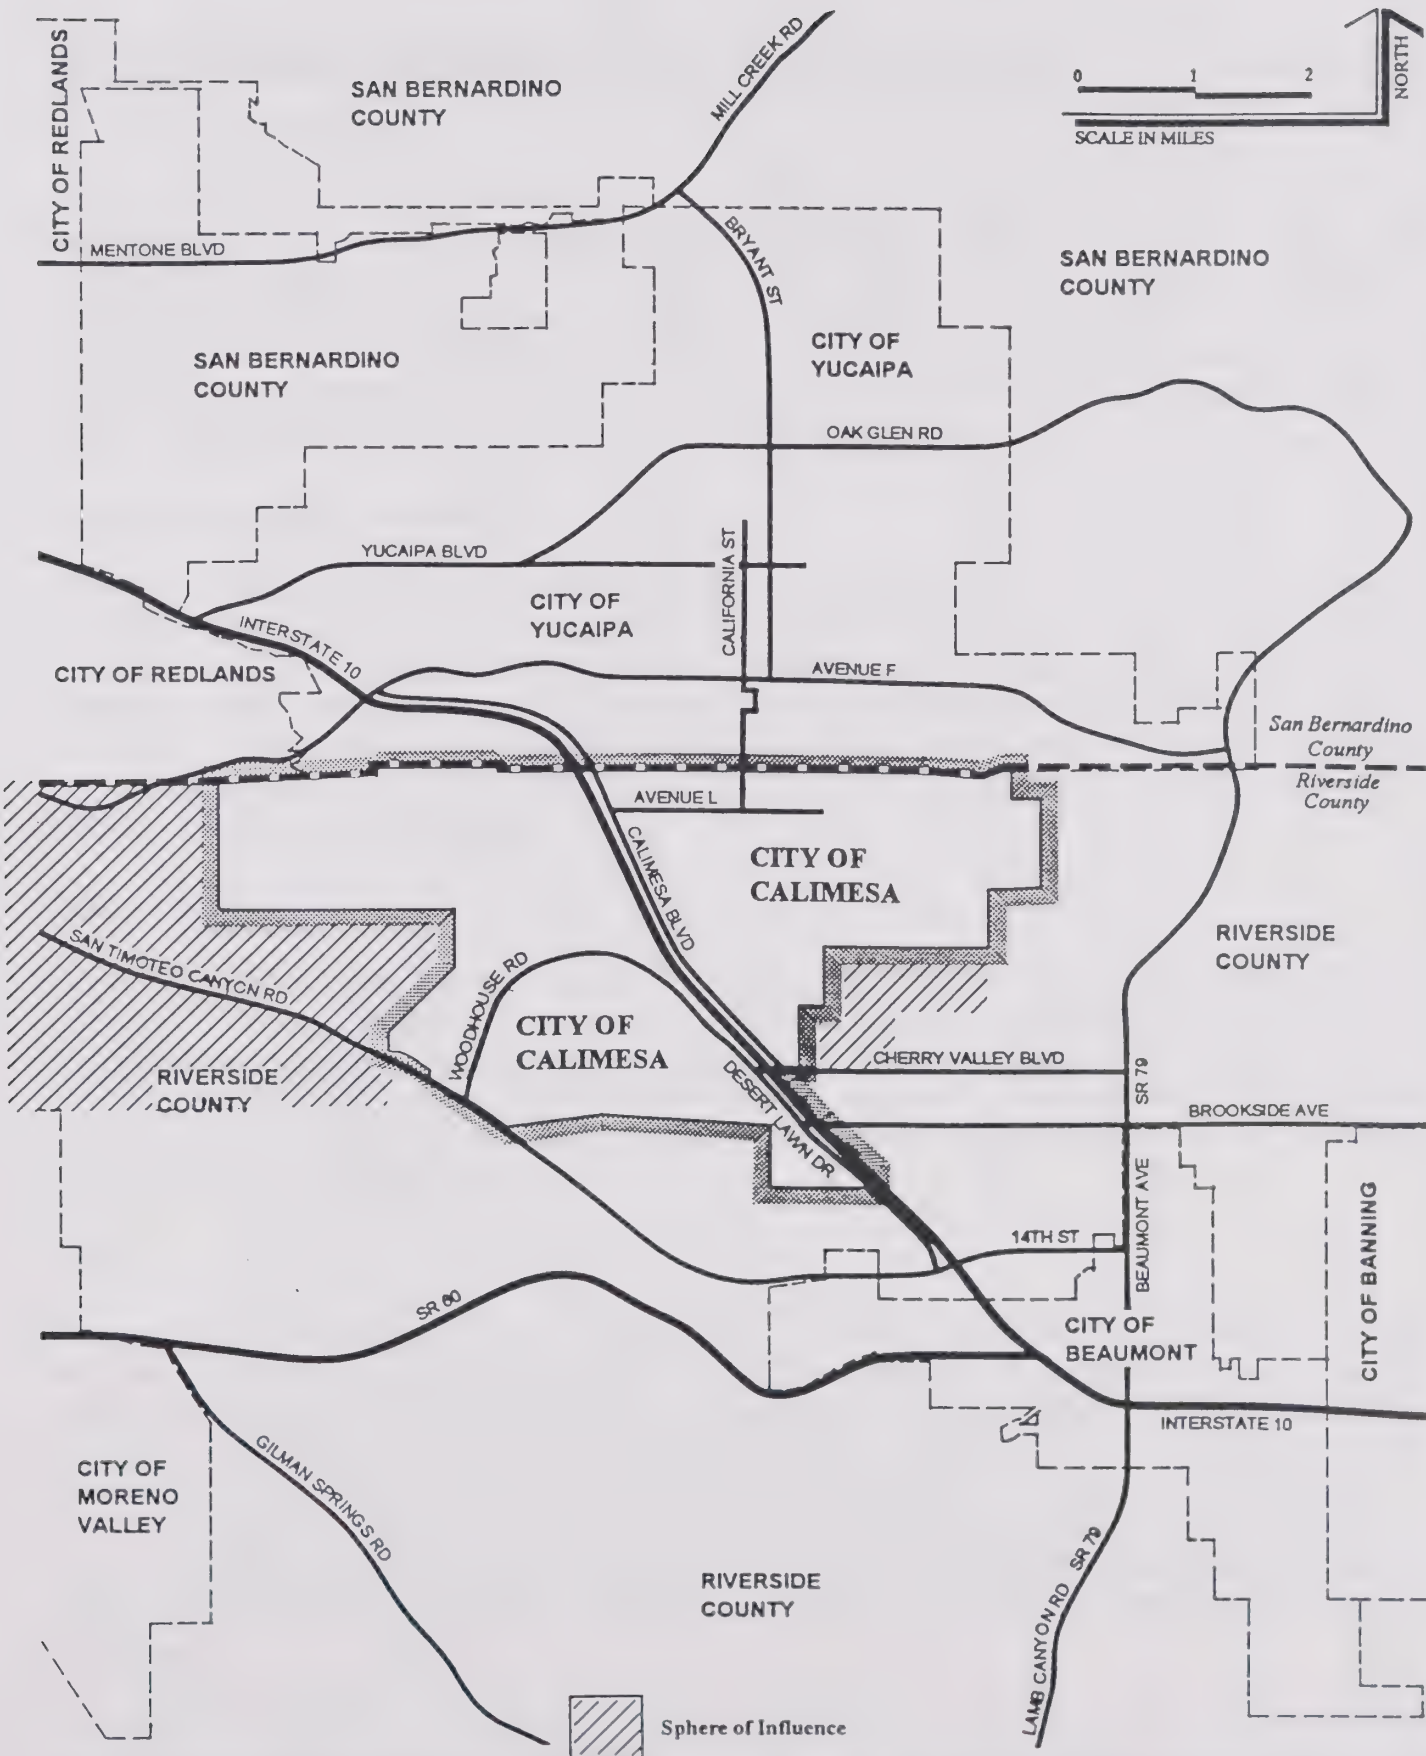 CITY OF REDLANDS
SAN BERNARDINO
COUNTY
MILL CREEK RD
0 1 2
SCALE IN MILES
NORTH
MENTONE BLVD
BRYANT ST
SAN BERNARDINO
COUNTY
SAN BERNARDINO
COUNTY
CITY OF
YUCAIPA
OAK GLEN RD
YUCAIPA BLVD
CALIFORNIA ST
CITY OF
YUCAIPA
INTERSTATE 10
CITY OF REDLANDS
AVENUE F
San Bernardino
County
Riverside
County
AVENUE L
CALIMESA BLVD
CITY OF
CALIMESA
SAN TIMOTEO CANYON RD
WOODHOUSE RD
RIVERSIDE
COUNTY
CITY OF
CALIMESA
CHERRY VALLEY BLVD
DESERT LAWN DR
SR 79
RIVERSIDE
COUNTY
BROOKSIDE AVE
BEAUMONT AVE
14TH ST
CITY OF BANNING
SR 60
CITY OF
BEAUMONT
INTERSTATE 10
CITY OF
MORENO
VALLEY
GILMAN SPRINGS RD
RIVERSIDE
COUNTY
LAMB CANYON RD SR 79
Sphere of Influence